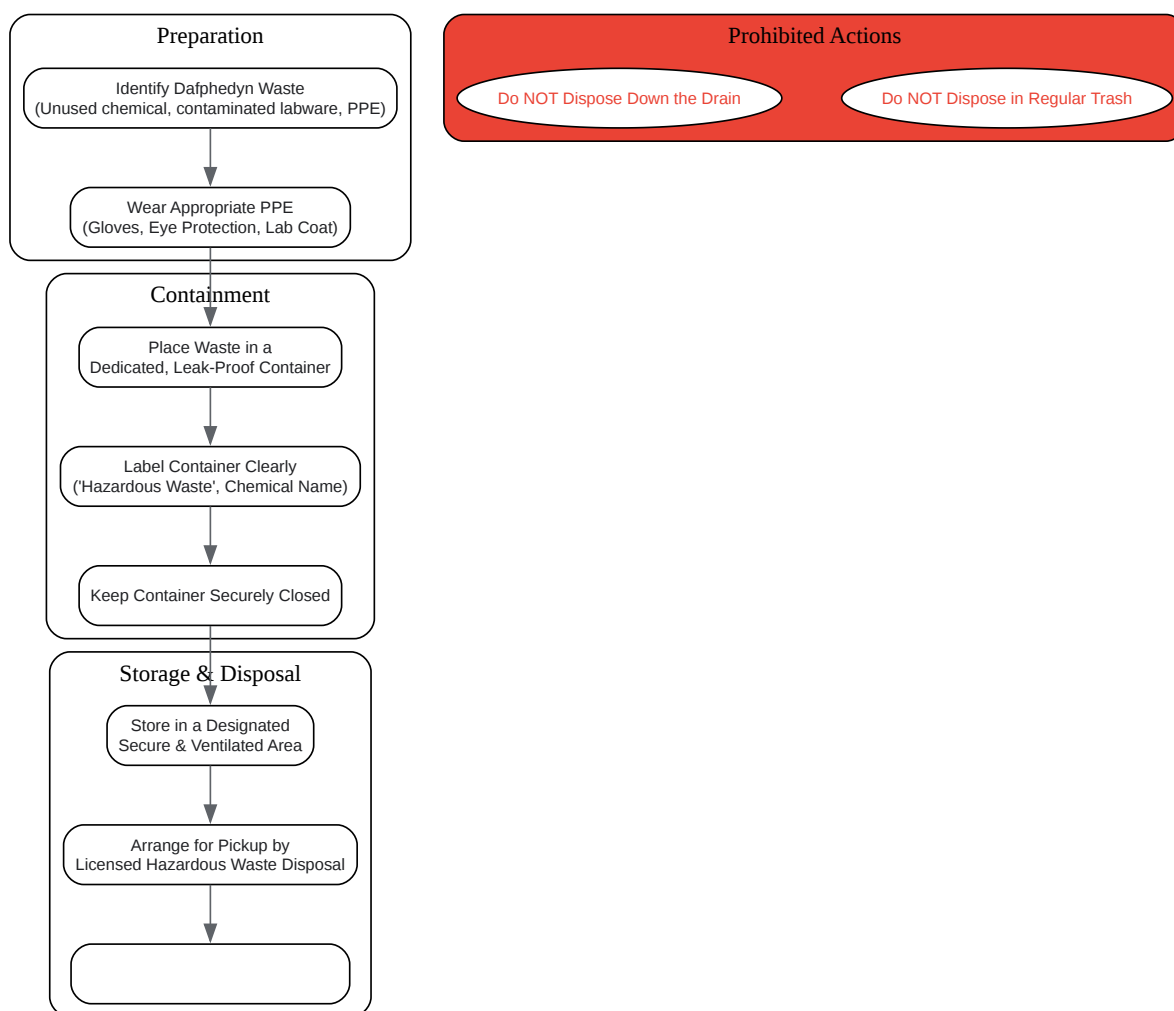 Preparation
Identify Dafphedyn Waste
(Unused chemical, contaminated labware, PPE)
Wear Appropriate PPE
(Gloves, Eye Protection, Lab Coat)
Containment
Place Waste in a
Dedicated, Leak-Proof Container
Label Container Clearly
('Hazardous Waste', Chemical Name)
Keep Container Securely Closed
Storage & Disposal
Store in a Designated
Secure & Ventilated Area
Arrange for Pickup by
Licensed Hazardous Waste Disposal
Prohibited Actions
Do NOT Dispose Down the Drain
Do NOT Dispose in Regular Trash